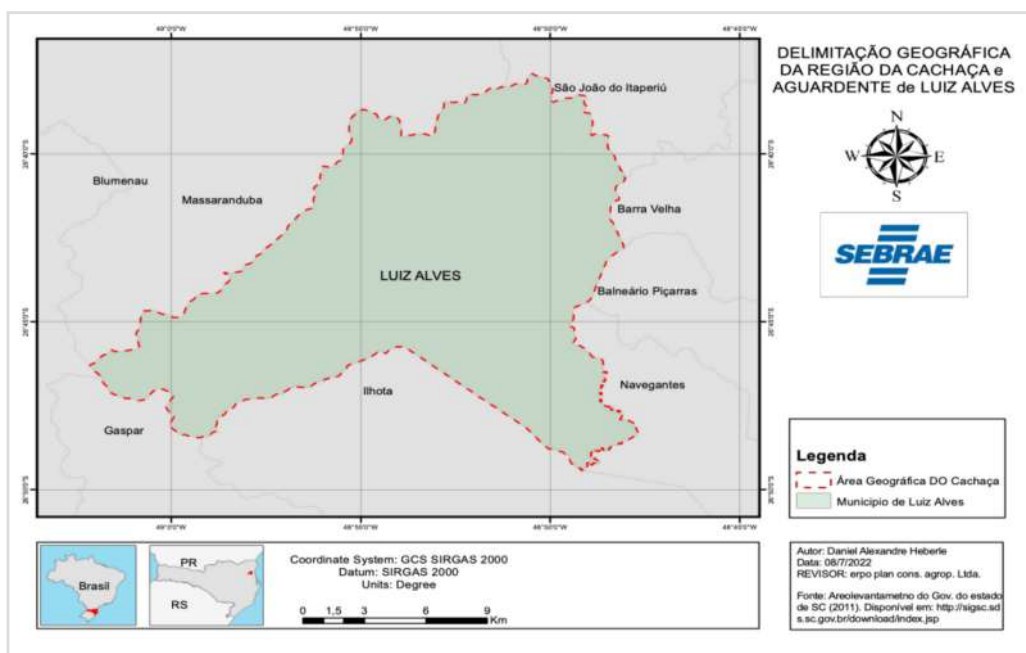 DELIMITAÇÃO GEOGRÁFICA
DA REGIÃO DA CACHAÇA e
AGUARDENTE de LUIZ ALVES
N
W
E
S
SEBRAE
São João do Itaperiú
Blumenau
Massaranduba
Barra Velha
LUIZ ALVES
Balneário Piçarras
Ilhota
Navegantes
Gaspar
Legenda
Área Geográfica DO Cachaça
Municipio de Luiz Alves
Brasil
PR
RS
Coordinate System: GCS SIRGAS 2000
Datum: SIRGAS 2000
Units: Degree
0 1,5 3 6 9
Km
Autor: Daniel Alexandre Heberle
Data: 08/7/2022
REVISOR: erpo plan cons. agrop. Ltda.
Fonte: Areolevantametno do Gov. do estado
de SC (2011). Disponível em: http://sigsc.sd
s.sc.gov.br/download/index.jsp